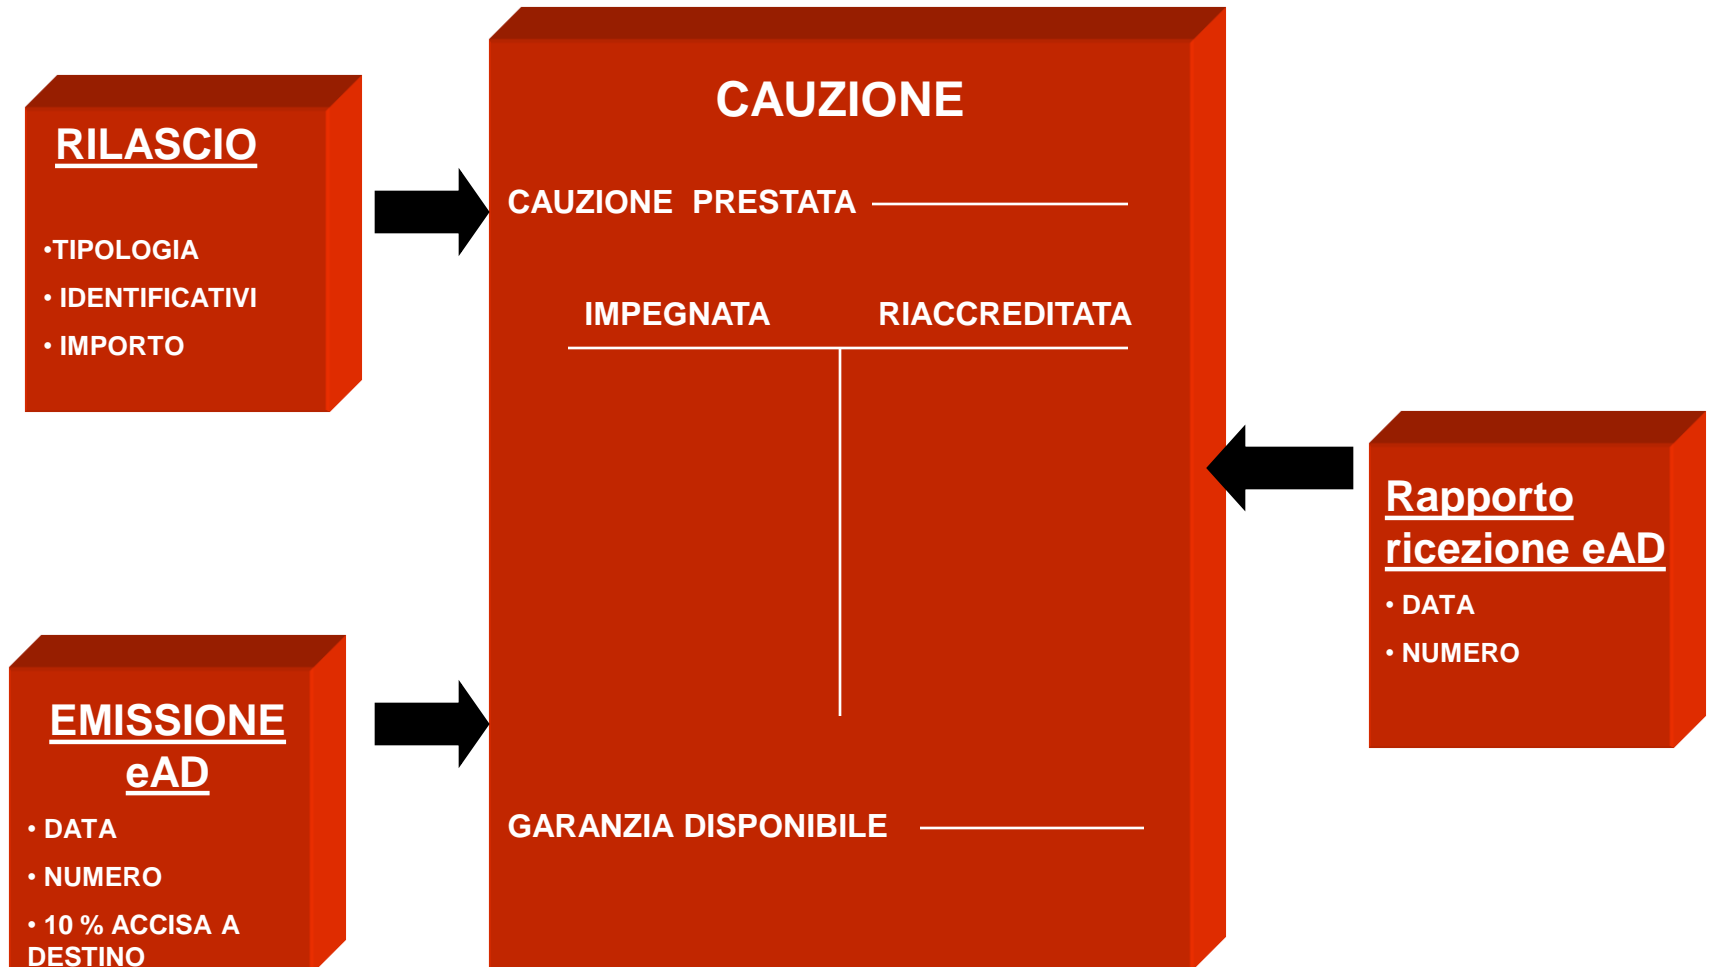 RILASCIO
•TIPOLOGIA
• IDENTIFICATIVI
• IMPORTO
EMISSIONE
eAD
• DATA
• NUMERO
• 10 % ACCISA A
DESTINO
CAUZIONE
CAUZIONE PRESTATA
IMPEGNATA RIACCREDITATA
GARANZIA DISPONIBILE
Rapporto
ricezione eAD
• DATA
• NUMERO